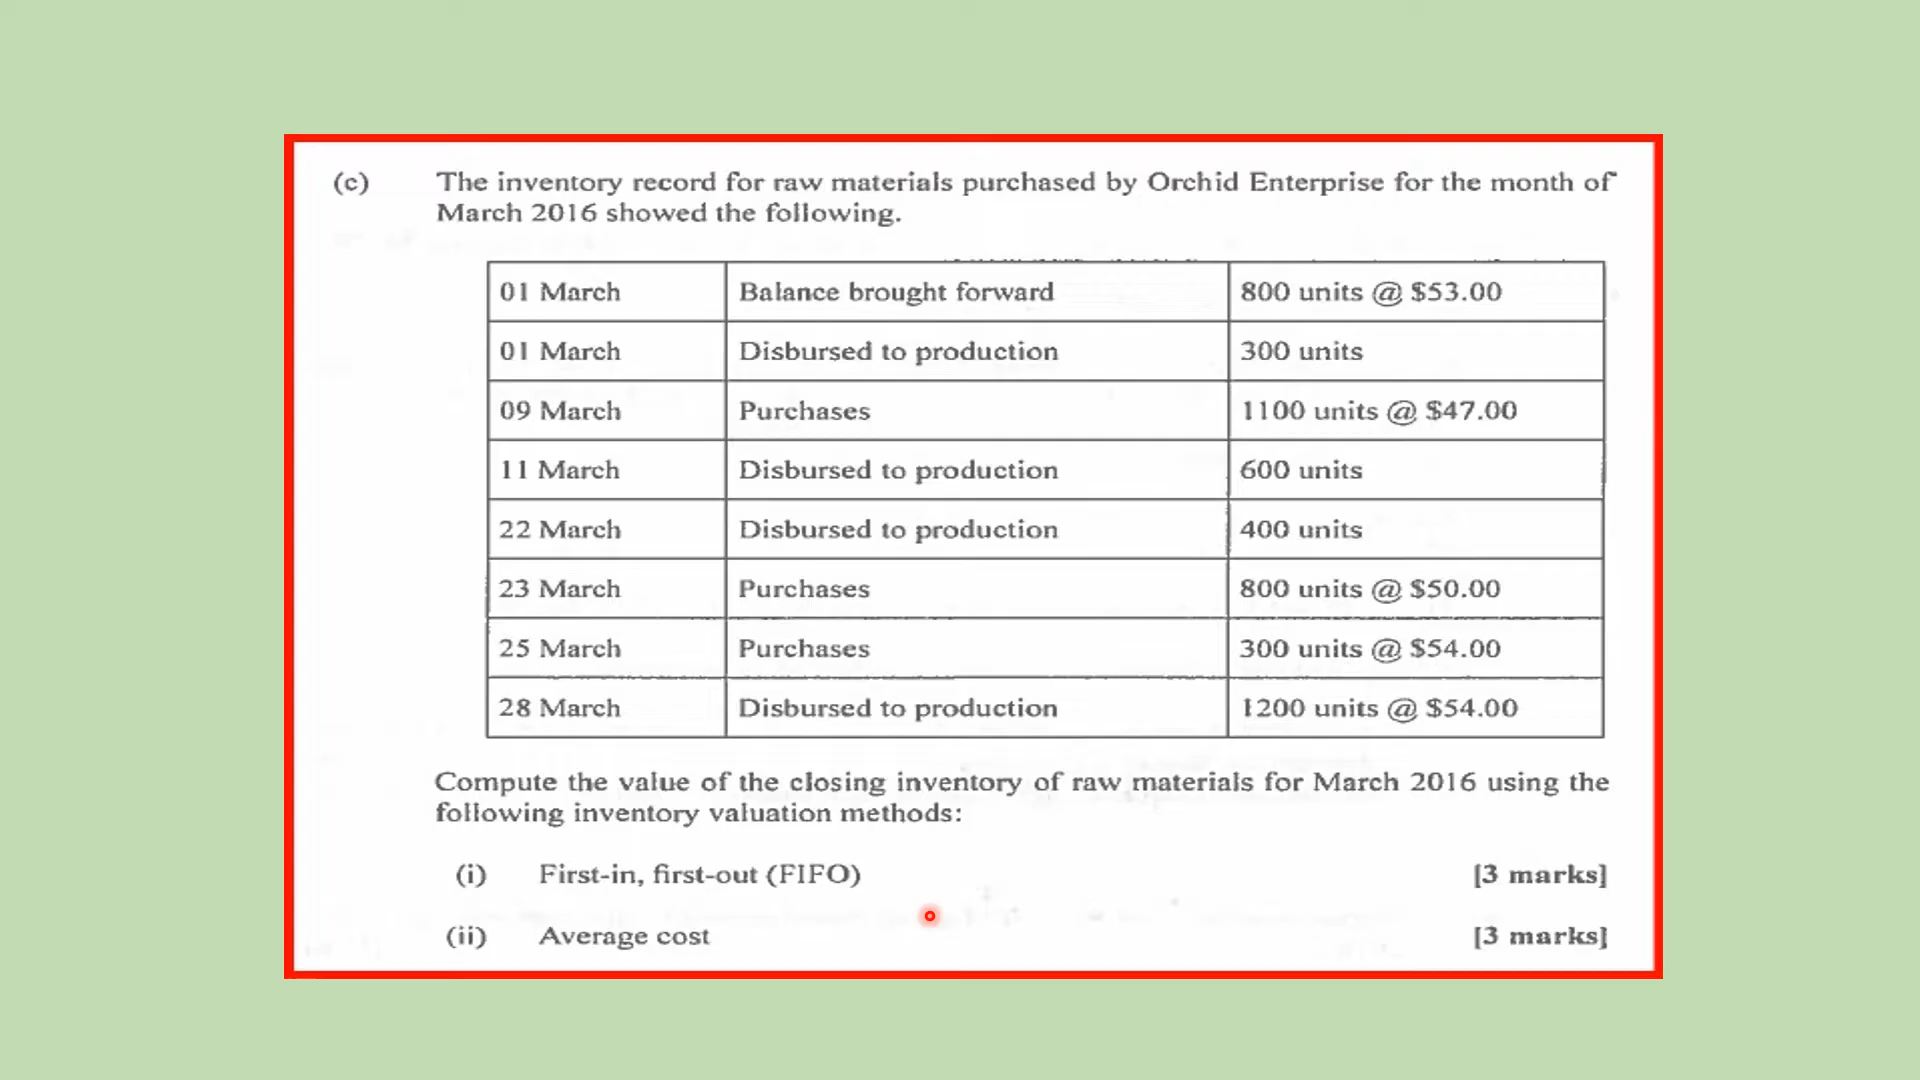 (c) The inventory record for raw materials purchased by Orchid Enterprise for the month of
March 2016 showed the following.
01 March Balance brought forward 800 units @ $53.00
01 March Disbursed to production 300 units
09 March Purchases 1100 units @ $47.00
11 March Disbursed to production 600 units
22 March Disbursed to production 400 units
23 March Purchases 800 units @ $50.00
25 March Purchases 300 units @ $54.00
28 March Disbursed to production 1200 units @ $54.00
Compute the value of the closing inventory of raw materials for March 2016 using the
following inventory valuation methods:
(i) First-in, first-out (FIFO) [3 marks]
(ii) Average cost [3 marks]